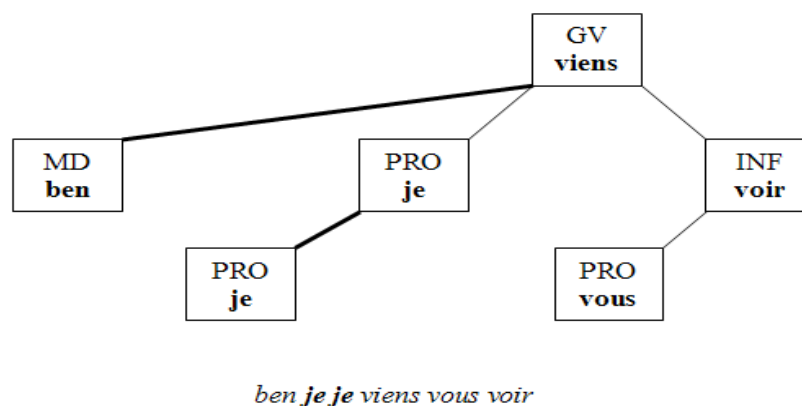 GV
viens
MD
ben
PRO
je
INF
voir
PRO
je
PRO
vous
ben je je viens vous voir